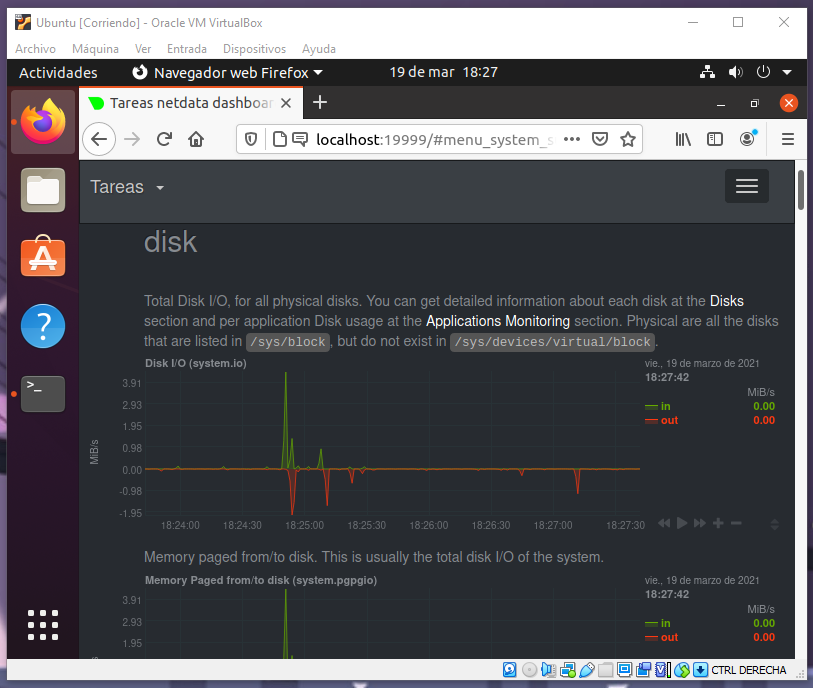 Ubuntu [Corriendo] - Oracle VM VirtualBox
Archivo Máquina Ver Entrada Dispositivos Ayuda
Actividades Navegador web Firefox 19 de mar 18:27
Tareas netdata dashboar
localhost:19999/#menu_system_s
Tareas
disk
Total Disk I/O, for all physical disks. You can get detailed information about each disk at the Disks
section and per application Disk usage at the Applications Monitoring section. Physical are all the disks
that are listed in /sys/block, but do not exist in /sys/devices/virtual/block.
Disk I/O (system.io)
vie., 19 de marzo de 2021
18:27:42
MiB/s
in 0.00
out 0.00
3.91
2.93
1.95
0.98
0.00
-0.98
-1.95
MiB/s
18:24:00 18:24:30 18:25:00 18:25:30 18:26:00 18:26:30 18:27:00 18:27:30
Memory paged from/to disk. This is usually the total disk I/O of the system.
Memory Paged from/to disk (system.pgpgio)
vie., 19 de marzo de 2021
18:27:42
MiB/s
in 0.00
out 0.00
3.91
2.93
1.95
CTRL DERECHA